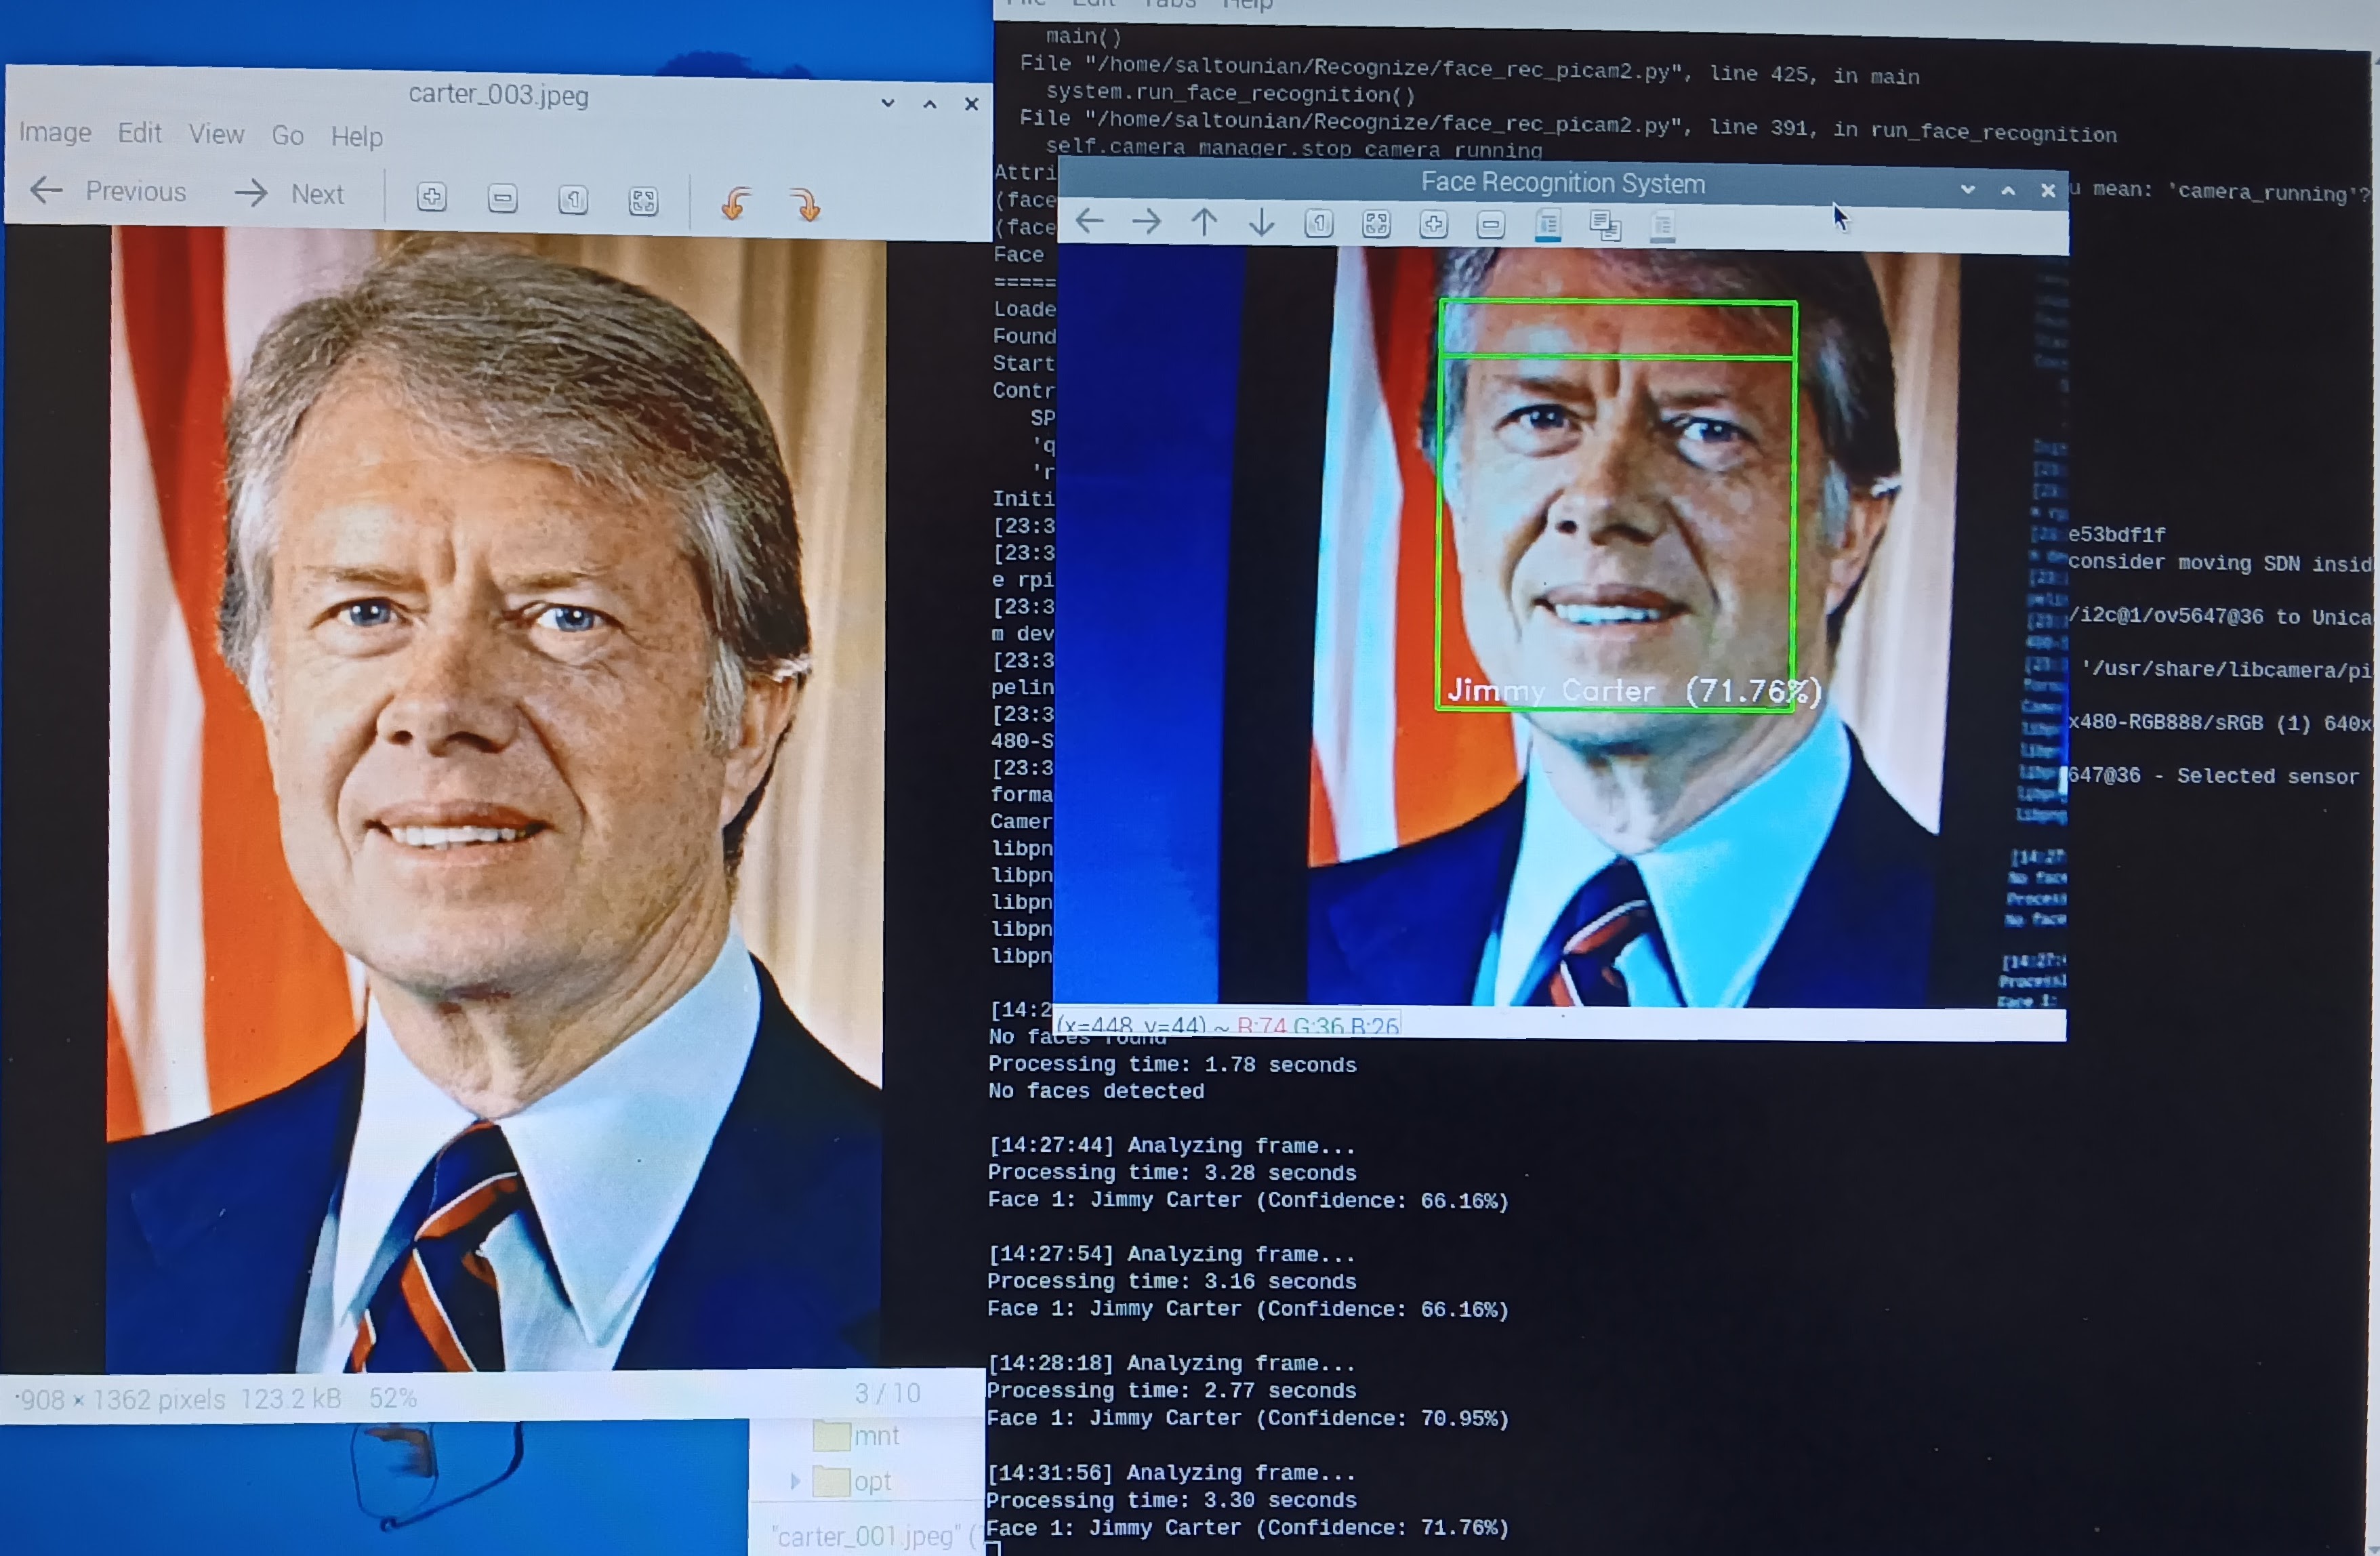 carter_003.jpeg
Image Edit View Go Help
Previous Next
908 × 1362 pixels 123.2 kB 52%
3 / 10
mnt
opt
"carter_001.jpeg" (
File Edit Tabs Help
main()
File "/home/saltounian/Recognize/face_rec_picam2.py", line 425, in main
system.run_face_recognition()
File "/home/saltounian/Recognize/face_rec_picam2.py", line 391, in run_face_recognition
self.camera_manager.stop_camera_running
Attri
u mean: 'camera_running'?
(face
(face
Face
=====
Loade
Found
Start
Contr
SP
'q
'r
Initi
[23:3
[23:3
e53bdf1f
consider moving SDN insid
e rpi
[23:3
/i2c@1/ov5647@36 to Unica
m dev
[23:3
'/usr/share/libcamera/pi
pelin
[23:3
x480-RGB888/sRGB (1) 640x
480-S
[23:3
647@36 - Selected sensor
forma
Camer
libpn
libpn
libpn
libpn
libpn
Face Recognition System
Jimmy Carter (71.76%)
(x=448, y=44) ~ R:74 G:36 B:26
[14:2
No faces found
Processing time: 1.78 seconds
No faces detected
[14:27:44] Analyzing frame...
Processing time: 3.28 seconds
Face 1: Jimmy Carter (Confidence: 66.16%)
[14:27:54] Analyzing frame...
Processing time: 3.16 seconds
Face 1: Jimmy Carter (Confidence: 66.16%)
[14:28:18] Analyzing frame...
Processing time: 2.77 seconds
Face 1: Jimmy Carter (Confidence: 70.95%)
[14:31:56] Analyzing frame...
Processing time: 3.30 seconds
Face 1: Jimmy Carter (Confidence: 71.76%)